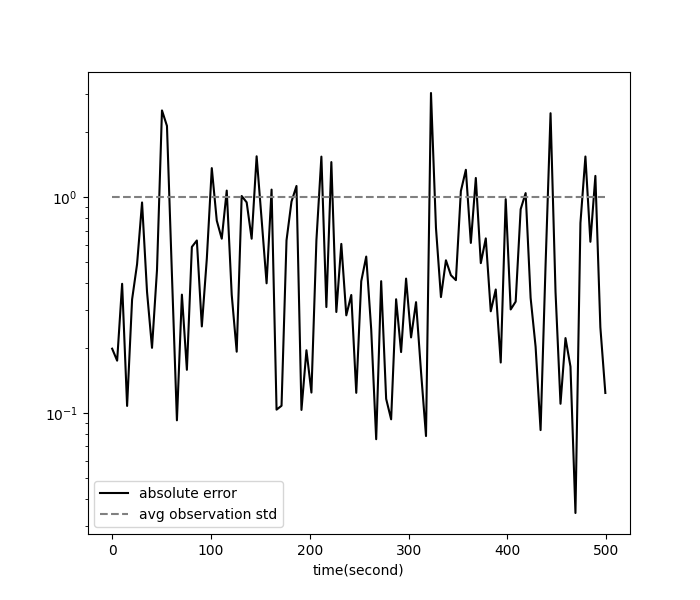 10⁰
10⁻¹
absolute error
avg observation std
0 100 200 300 400 500
time(second)